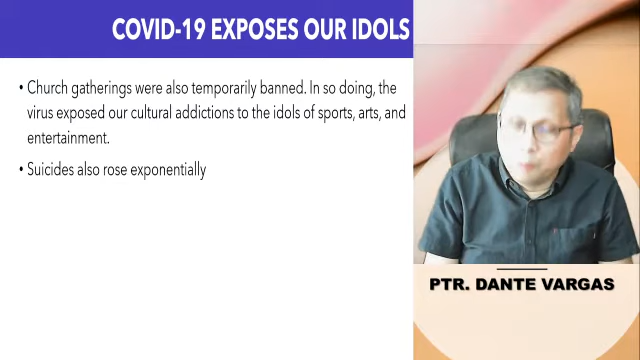 COVID-19 EXPOSES OUR IDOLS
• Church gatherings were also temporarily banned. In so doing, the
virus exposed our cultural addictions to the idols of sports, arts, and
entertainment.
• Suicides also rose exponentially
PTR. DANTE VARGAS